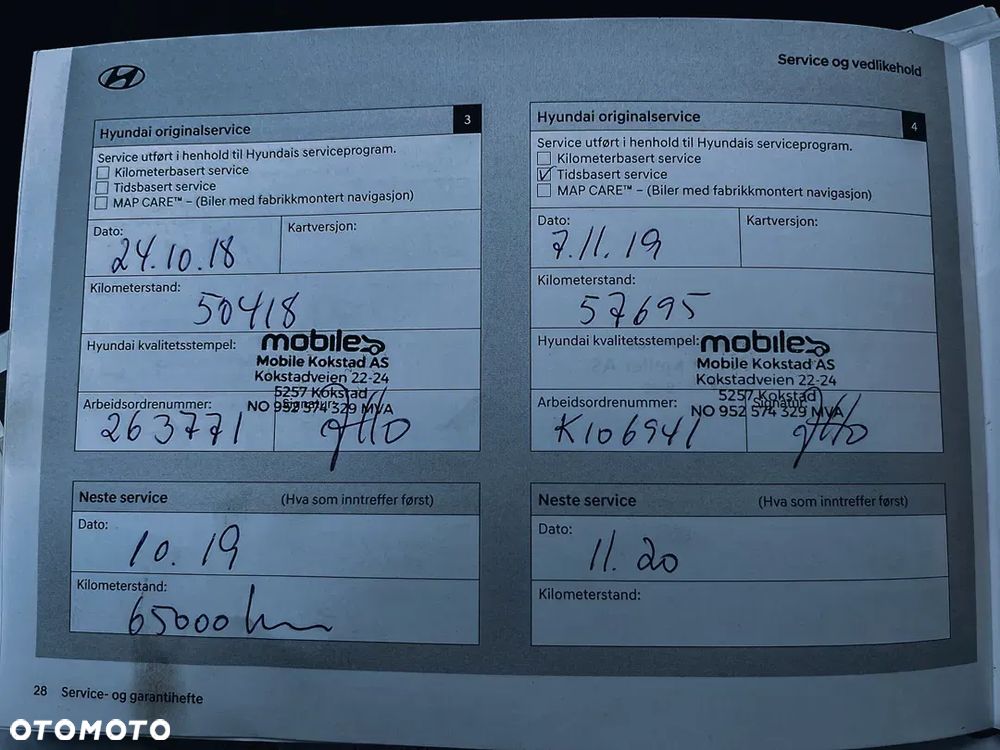 Service og vedlikehold
Hyundai originalservice
3
Service utført i henhold til Hyundais serviceprogram.
Kilometerbasert service
Tidsbasert service
MAP CARE™ – (Biler med fabrikkmontert navigasjon)
Dato:
24.10.18
Kartversjon:
Kilometerstand:
50418
Hyundai kvalitetsstempel:
mobile
Mobile Kokstad AS
Kokstadveien 22-24
5257 Kokstad
NO 952 574 329 MVA
Arbeidsordrenummer:
263771
Signatur:
Neste service (Hva som inntreffer først)
Dato:
10.19
Kilometerstand:
65000 km
Hyundai originalservice
4
Service utført i henhold til Hyundais serviceprogram.
Kilometerbasert service
Tidsbasert service
MAP CARE™ – (Biler med fabrikkmontert navigasjon)
Dato:
7.11.19
Kartversjon:
Kilometerstand:
57695
Hyundai kvalitetsstempel:
mobile
Mobile Kokstad AS
Kokstadveien 22-24
5257 Kokstad
NO 952 574 329 MVA
Arbeidsordrenummer:
K106941
Signatur:
Neste service (Hva som inntreffer først)
Dato:
11.20
Kilometerstand:
28 Service- og garantihefte
OTOMOTO